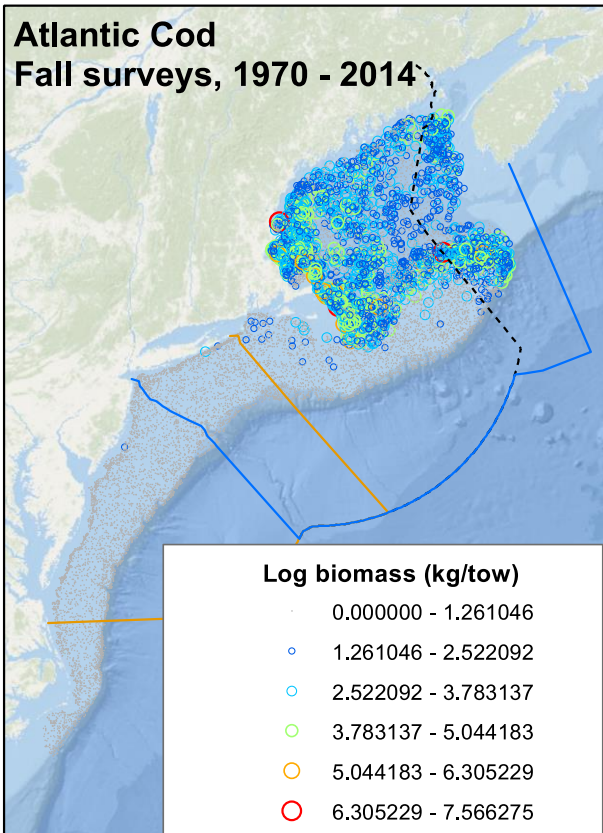 Atlantic Cod
Fall surveys, 1970 - 2014
Log biomass (kg/tow)
0.000000 - 1.261046
1.261046 - 2.522092
2.522092 - 3.783137
3.783137 - 5.044183
5.044183 - 6.305229
6.305229 - 7.566275